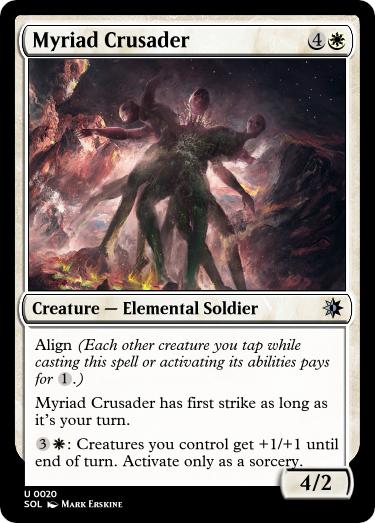 Myriad Crusader 4
Creature — Elemental Soldier
Align (Each other creature you tap while
casting this spell or activating its abilities pays
for 1.)
Myriad Crusader has first strike as long as
it's your turn.
3: Creatures you control get +1/+1 until
end of turn. Activate only as a sorcery.
4/2
U 0020
SOL Mark Erskine